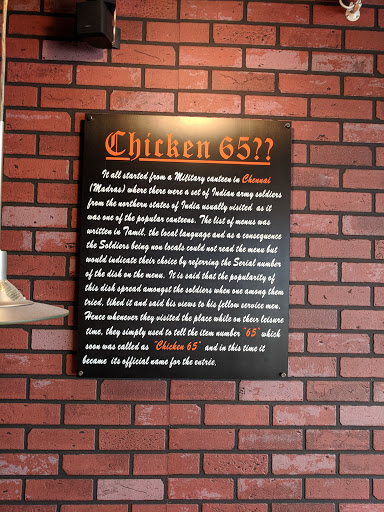 Chicken 65??
It all started from a Military canteen in Chennai
(Madras) where there were a set of Indian army soldiers
from the northern states of India usually visited as it
was one of the popular canteens. The list of menus was
written in Tamil, the local language and as a consequence
the Soldiers being non locals could not read the menu but
would indicate their choice by referring the Serial number
of the dish on the menu. It is said that the popularity of
this dish spread amongst the soldiers when one among them
tried, liked it and said his views to his fellow service men.
Hence whenever they visited the place while on their leisure
time, they simply used to tell the item number "65" which
soon was called as "Chicken 65" and in this time it
became its official name for the entrée.